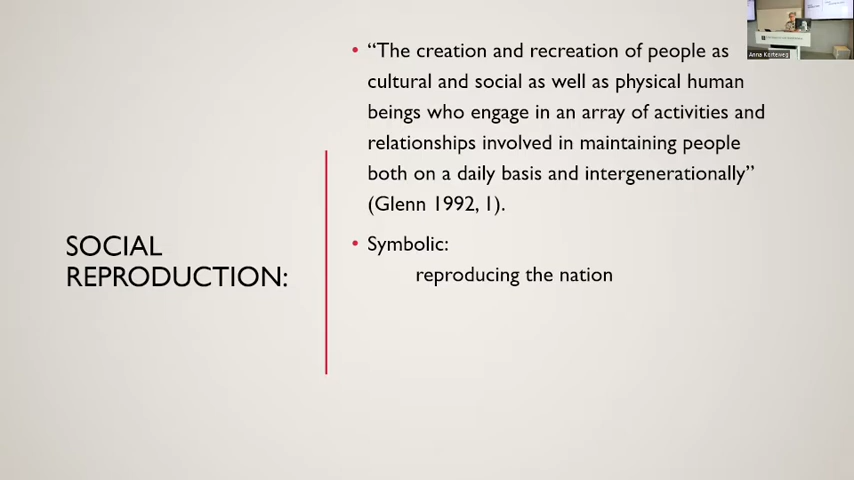 SOCIAL
REPRODUCTION:
• “The creation and recreation of people as
cultural and social as well as physical human
beings who engage in an array of activities and
relationships involved in maintaining people
both on a daily basis and intergenerationally”
(Glenn 1992, 1).
• Symbolic:
reproducing the nation
Anna Korteweg